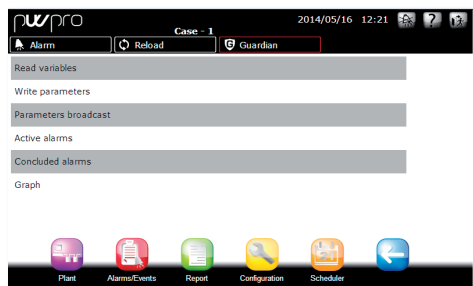 pwpro
Case - 1
2014/05/16 12:21
?
Alarm
Reload
G Guardian
Read variables
Write parameters
Parameters broadcast
Active alarms
Concluded alarms
Graph
Plant
Alarms/Events
Report
Configuration
Scheduler